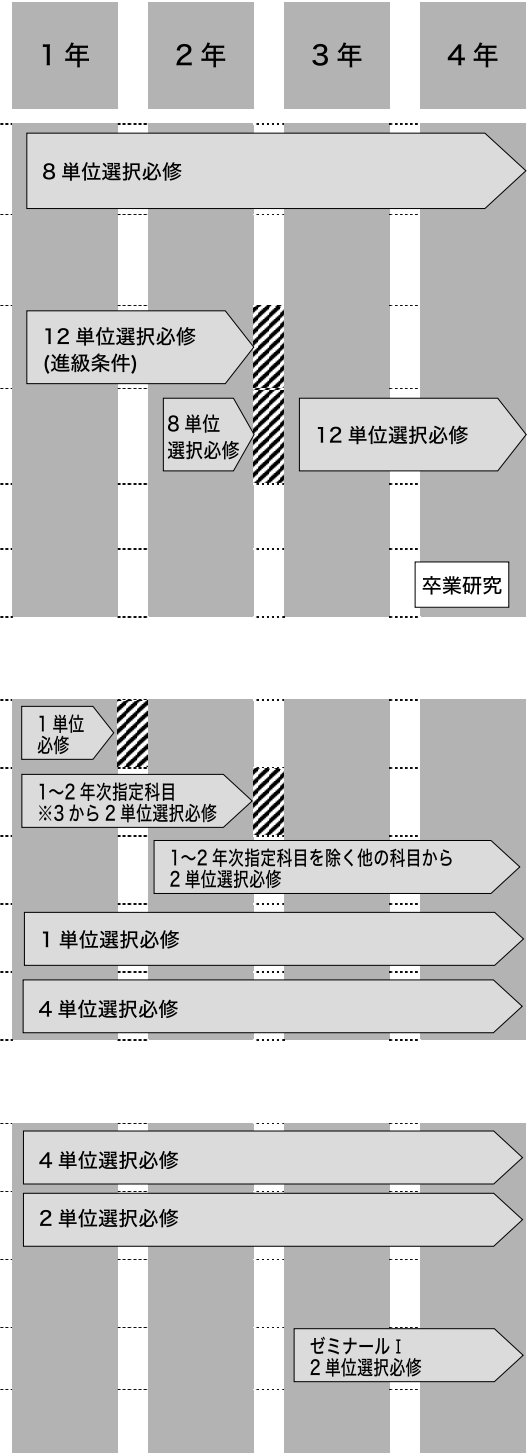 1年
2年
3年
4年
8単位選択必修
12単位選択必修
(進級条件)
8単位
選択必修
12単位選択必修
卒業研究
1単位
必修
1〜2年次指定科目
※3から2単位選択必修
1〜2年次指定科目を除く他の科目から
2単位選択必修
1単位選択必修
4単位選択必修
4単位選択必修
2単位選択必修
ゼミナールⅠ
2単位選択必修